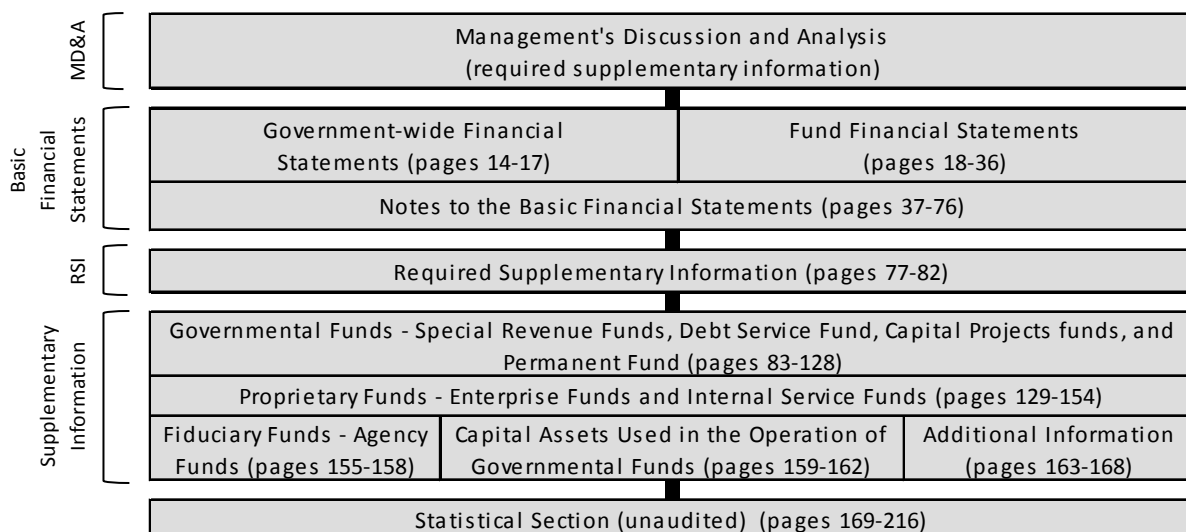 MD&A
Management's Discussion and Analysis
(required supplementary information)
Basic
Financial
Statements
Government-wide Financial
Statements (pages 14-17)
Fund Financial Statements
(pages 18-36)
Notes to the Basic Financial Statements (pages 37-76)
RSI
Required Supplementary Information (pages 77-82)
Supplementary
Information
Governmental Funds - Special Revenue Funds, Debt Service Fund, Capital Projects funds, and
Permanent Fund (pages 83-128)
Proprietary Funds - Enterprise Funds and Internal Service Funds (pages 129-154)
Fiduciary Funds - Agency
Funds (pages 155-158)
Capital Assets Used in the Operation of
Governmental Funds (pages 159-162)
Additional Information
(pages 163-168)
Statistical Section (unaudited) (pages 169-216)